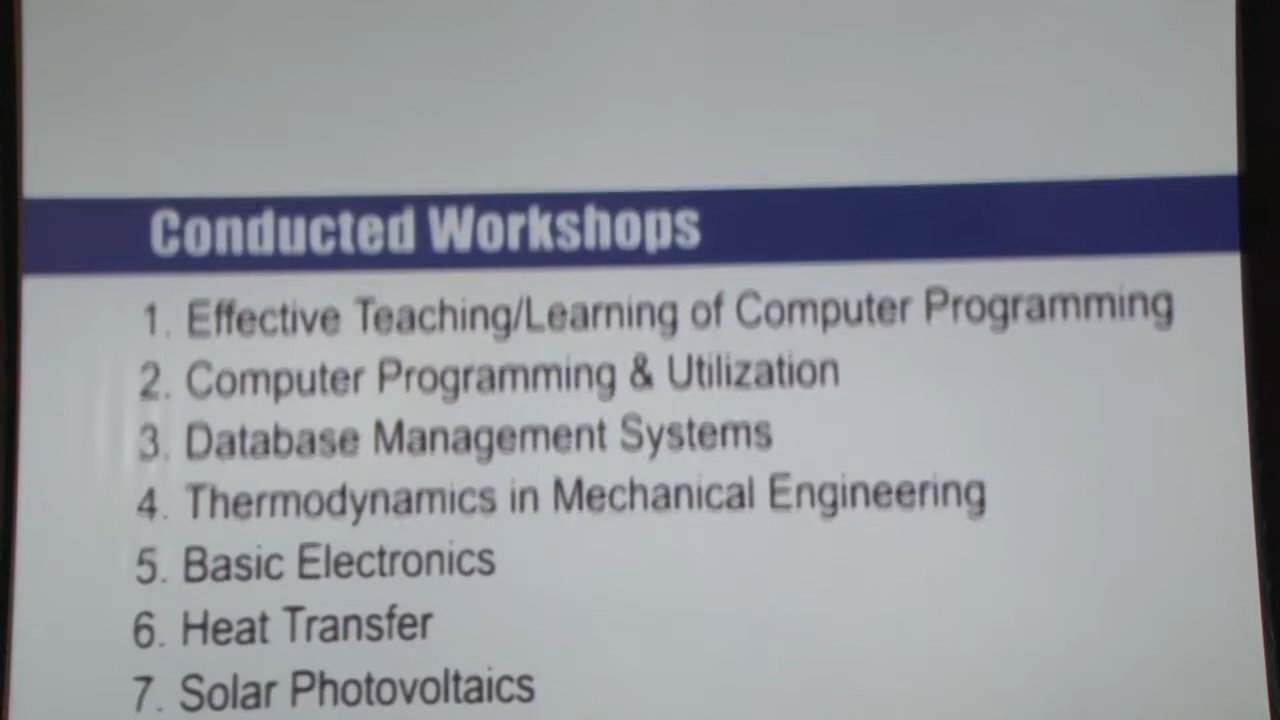 Conducted Workshops
1. Effective Teaching/Learning of Computer Programming
2. Computer Programming & Utilization
3. Database Management Systems
4. Thermodynamics in Mechanical Engineering
5. Basic Electronics
6. Heat Transfer
7. Solar Photovoltaics